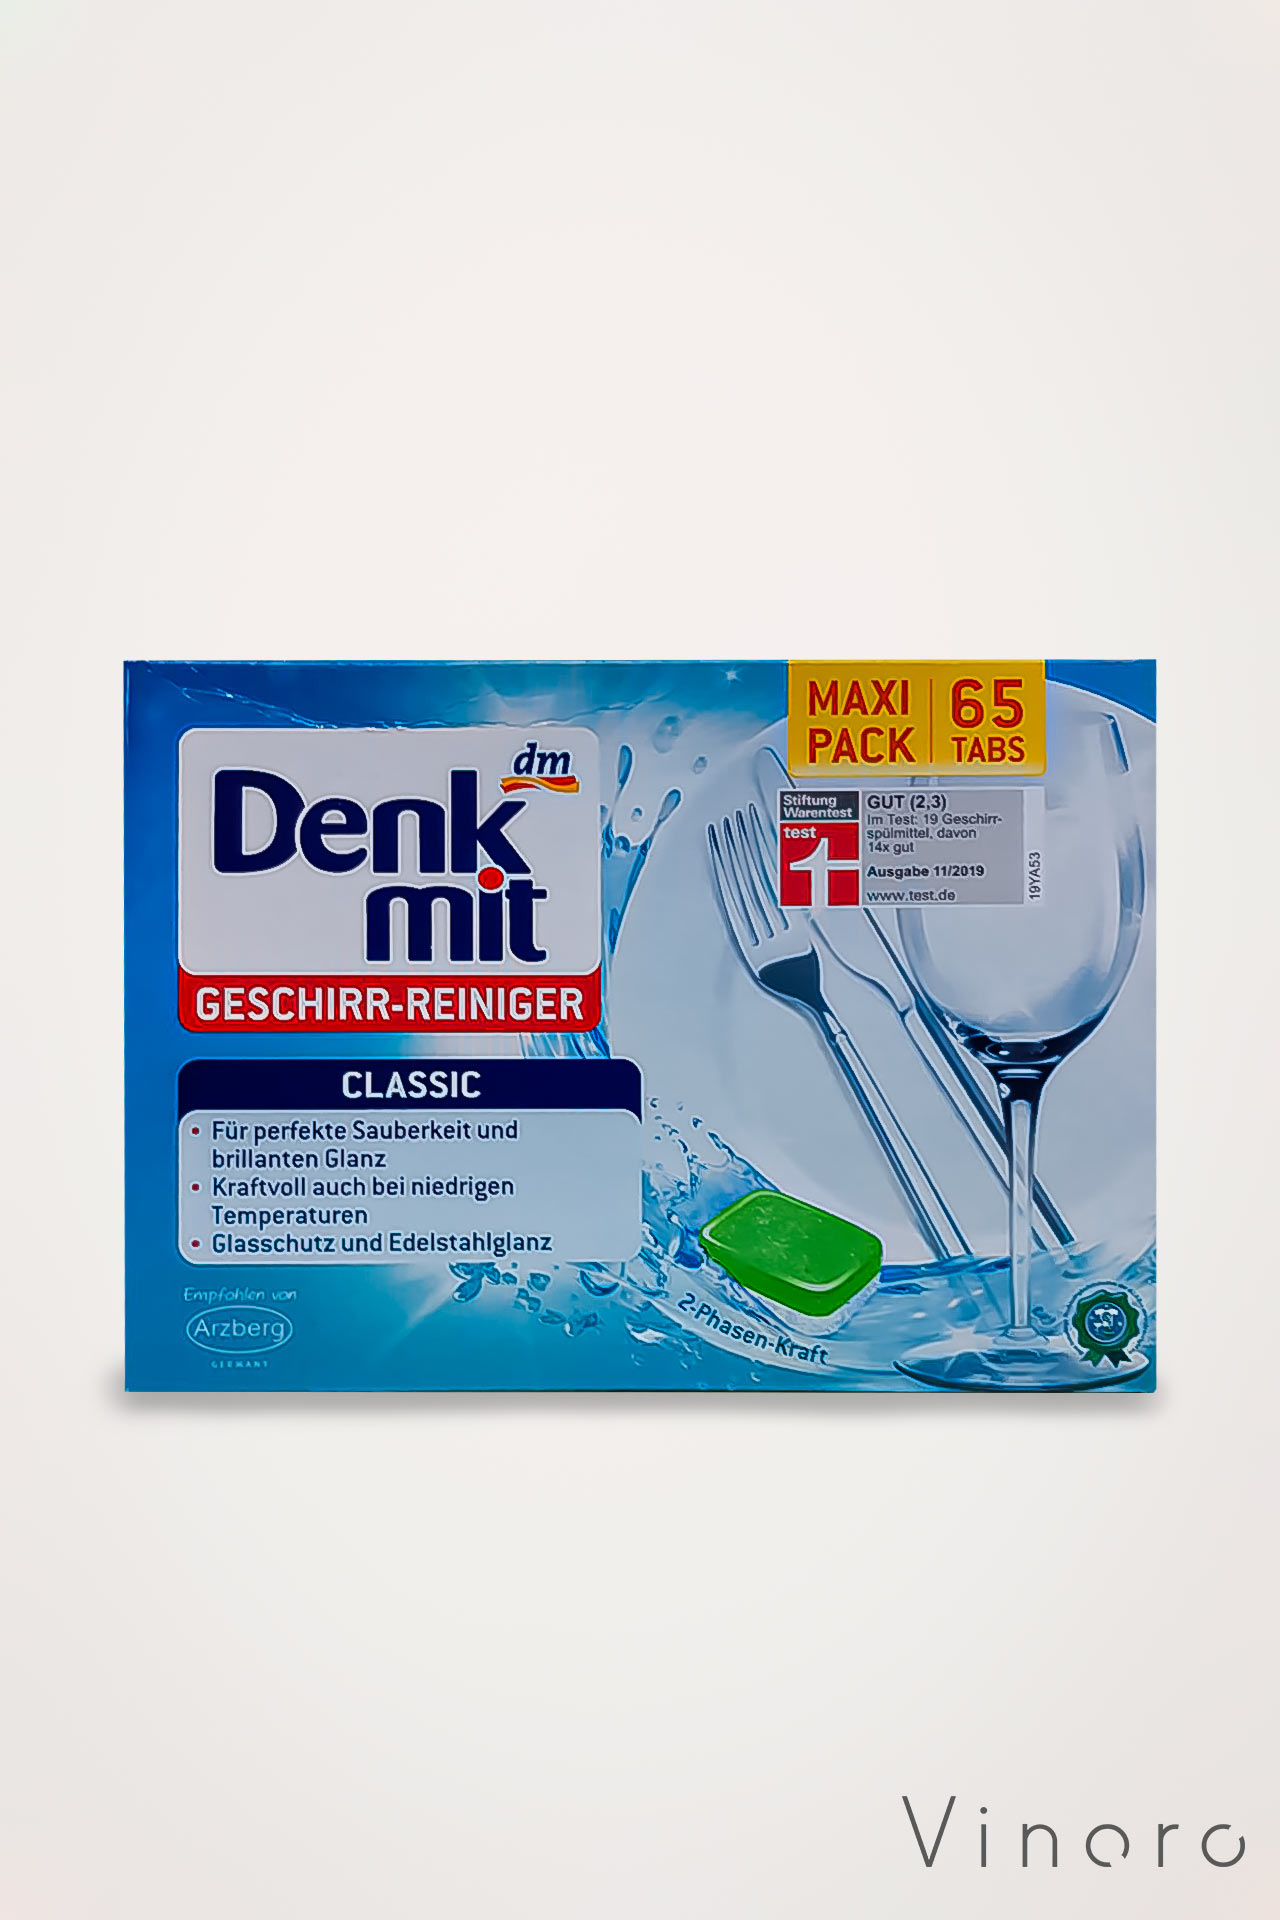 MAXI PACK
65 TABS
dm
Denk
mit
GESCHIRR-REINIGER
Stiftung
Warentest
test
GUT (2,3)
Im Test: 19 Geschirr-
spülmittel, davon
14x gut
Ausgabe 11/2019
www.test.de
19YA53
CLASSIC
• Für perfekte Sauberkeit und
brillanten Glanz
• Kraftvoll auch bei niedrigen
Temperaturen
• Glasschutz und Edelstahlglanz
2-Phasen-Kraft
Empfohlen von
Arzberg
GERMANY
Vinoro